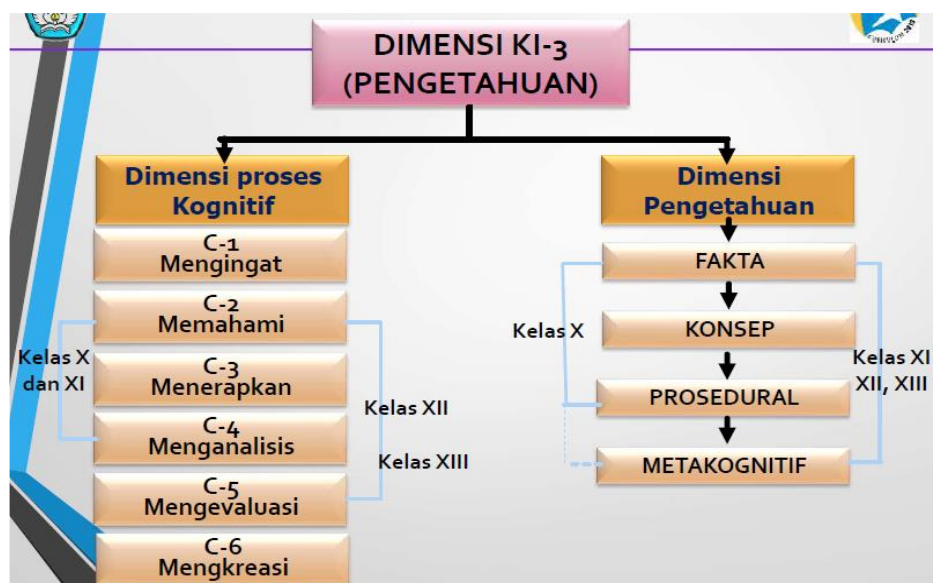 DIMENSI KI-3
(PENGETAHUAN)
Dimensi proses
Kognitif
C-1
Mengingat
C-2
Memahami
C-3
Menerapkan
C-4
Menganalisis
C-5
Mengevaluasi
C-6
Mengkreasi
Kelas X
dan XI
Kelas XII
Kelas XIII
Dimensi
Pengetahuan
FAKTA
KONSEP
PROSEDURAL
METAKOGNITIF
Kelas X
Kelas XI
XII, XIII